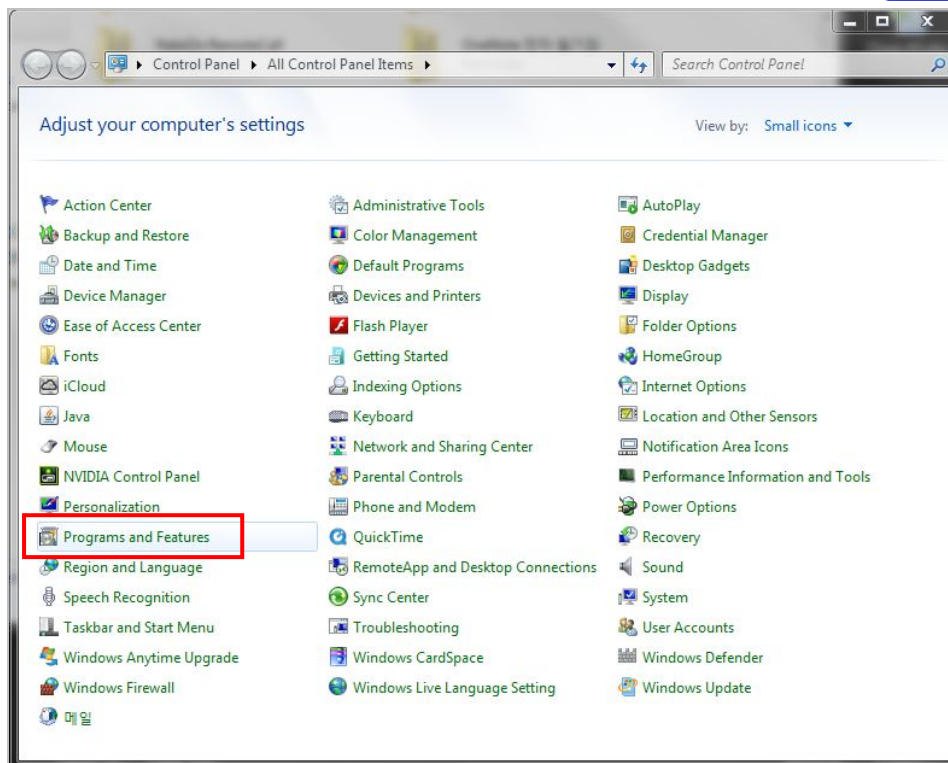 Control Panel ▸ All Control Panel Items ▸ Search Control Panel
Adjust your computer's settings View by: Small icons
Action Center Administrative Tools AutoPlay
Backup and Restore Color Management Credential Manager
Date and Time Default Programs Desktop Gadgets
Device Manager Devices and Printers Display
Ease of Access Center Flash Player Folder Options
Fonts Getting Started HomeGroup
iCloud Indexing Options Internet Options
Java Keyboard Location and Other Sensors
Mouse Network and Sharing Center Notification Area Icons
NVIDIA Control Panel Parental Controls Performance Information and Tools
Personalization Phone and Modem Power Options
Programs and Features QuickTime Recovery
Region and Language RemoteApp and Desktop Connections Sound
Speech Recognition Sync Center System
Taskbar and Start Menu Troubleshooting User Accounts
Windows Anytime Upgrade Windows CardSpace Windows Defender
Windows Firewall Windows Live Language Setting Windows Update
메일